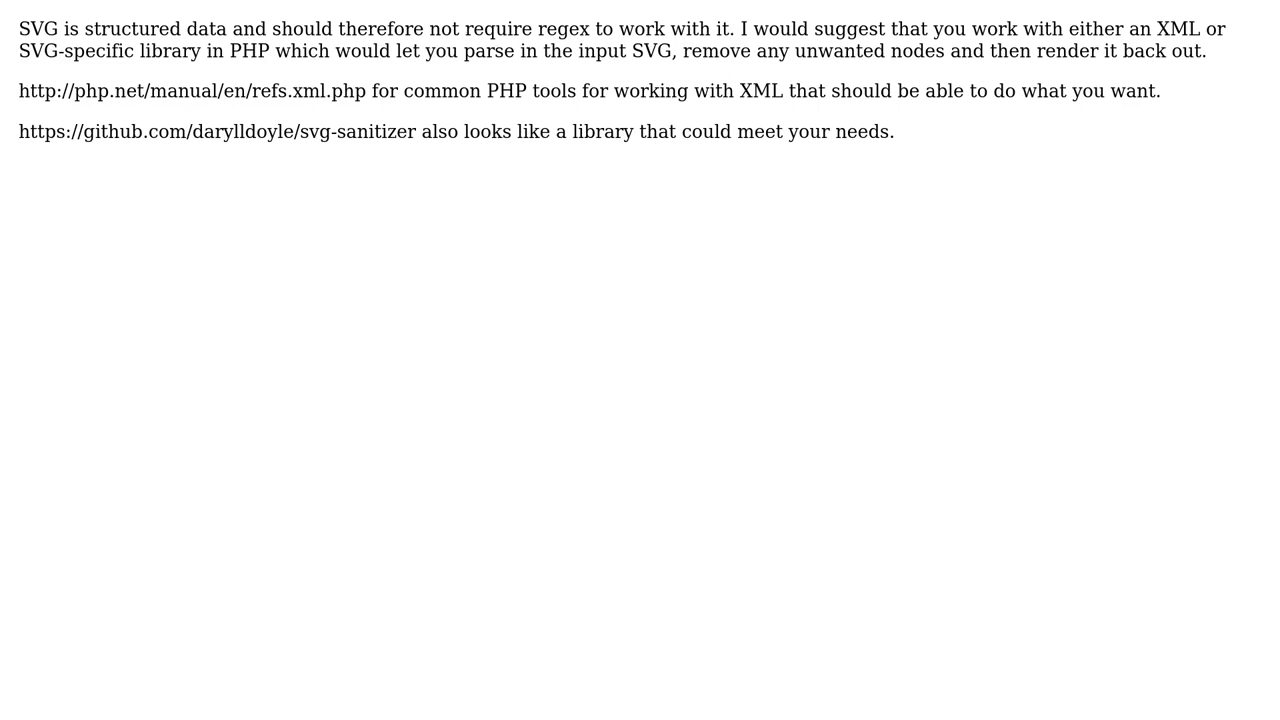 SVG is structured data and should therefore not require regex to work with it. I would suggest that you work with either an XML or
SVG-specific library in PHP which would let you parse in the input SVG, remove any unwanted nodes and then render it back out.
http://php.net/manual/en/refs.xml.php for common PHP tools for working with XML that should be able to do what you want.
https://github.com/darylldoyle/svg-sanitizer also looks like a library that could meet your needs.